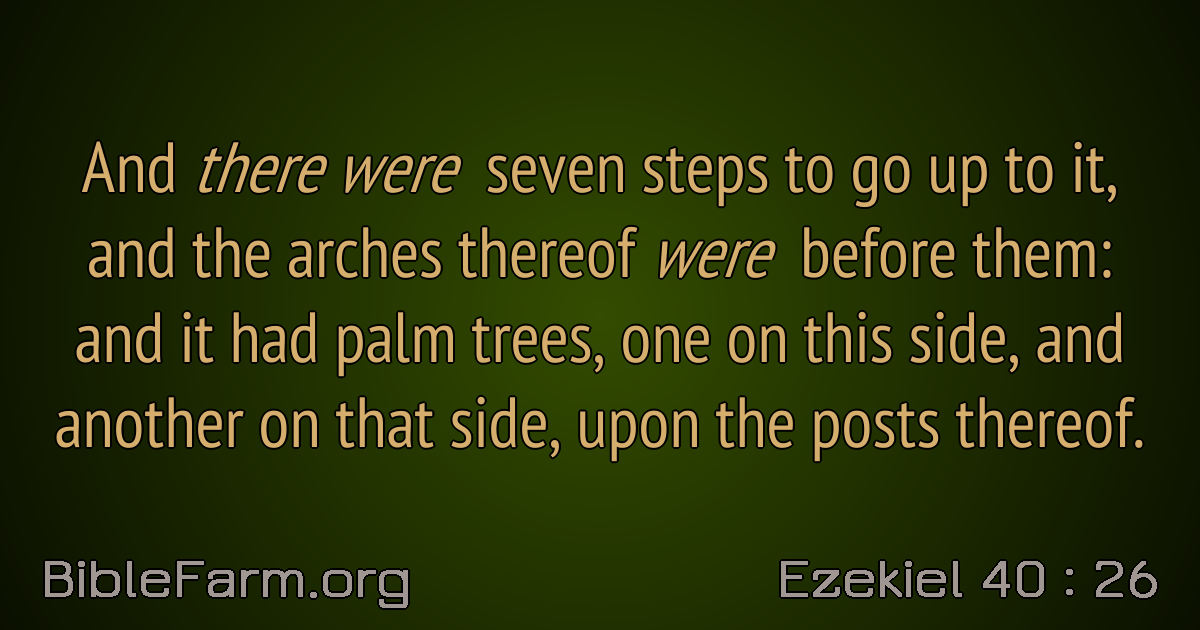 And there were seven steps to go up to it,
and the arches thereof were before them:
and it had palm trees, one on this side, and
another on that side, upon the posts thereof.
BibleFarm.org
Ezekiel 40 : 26